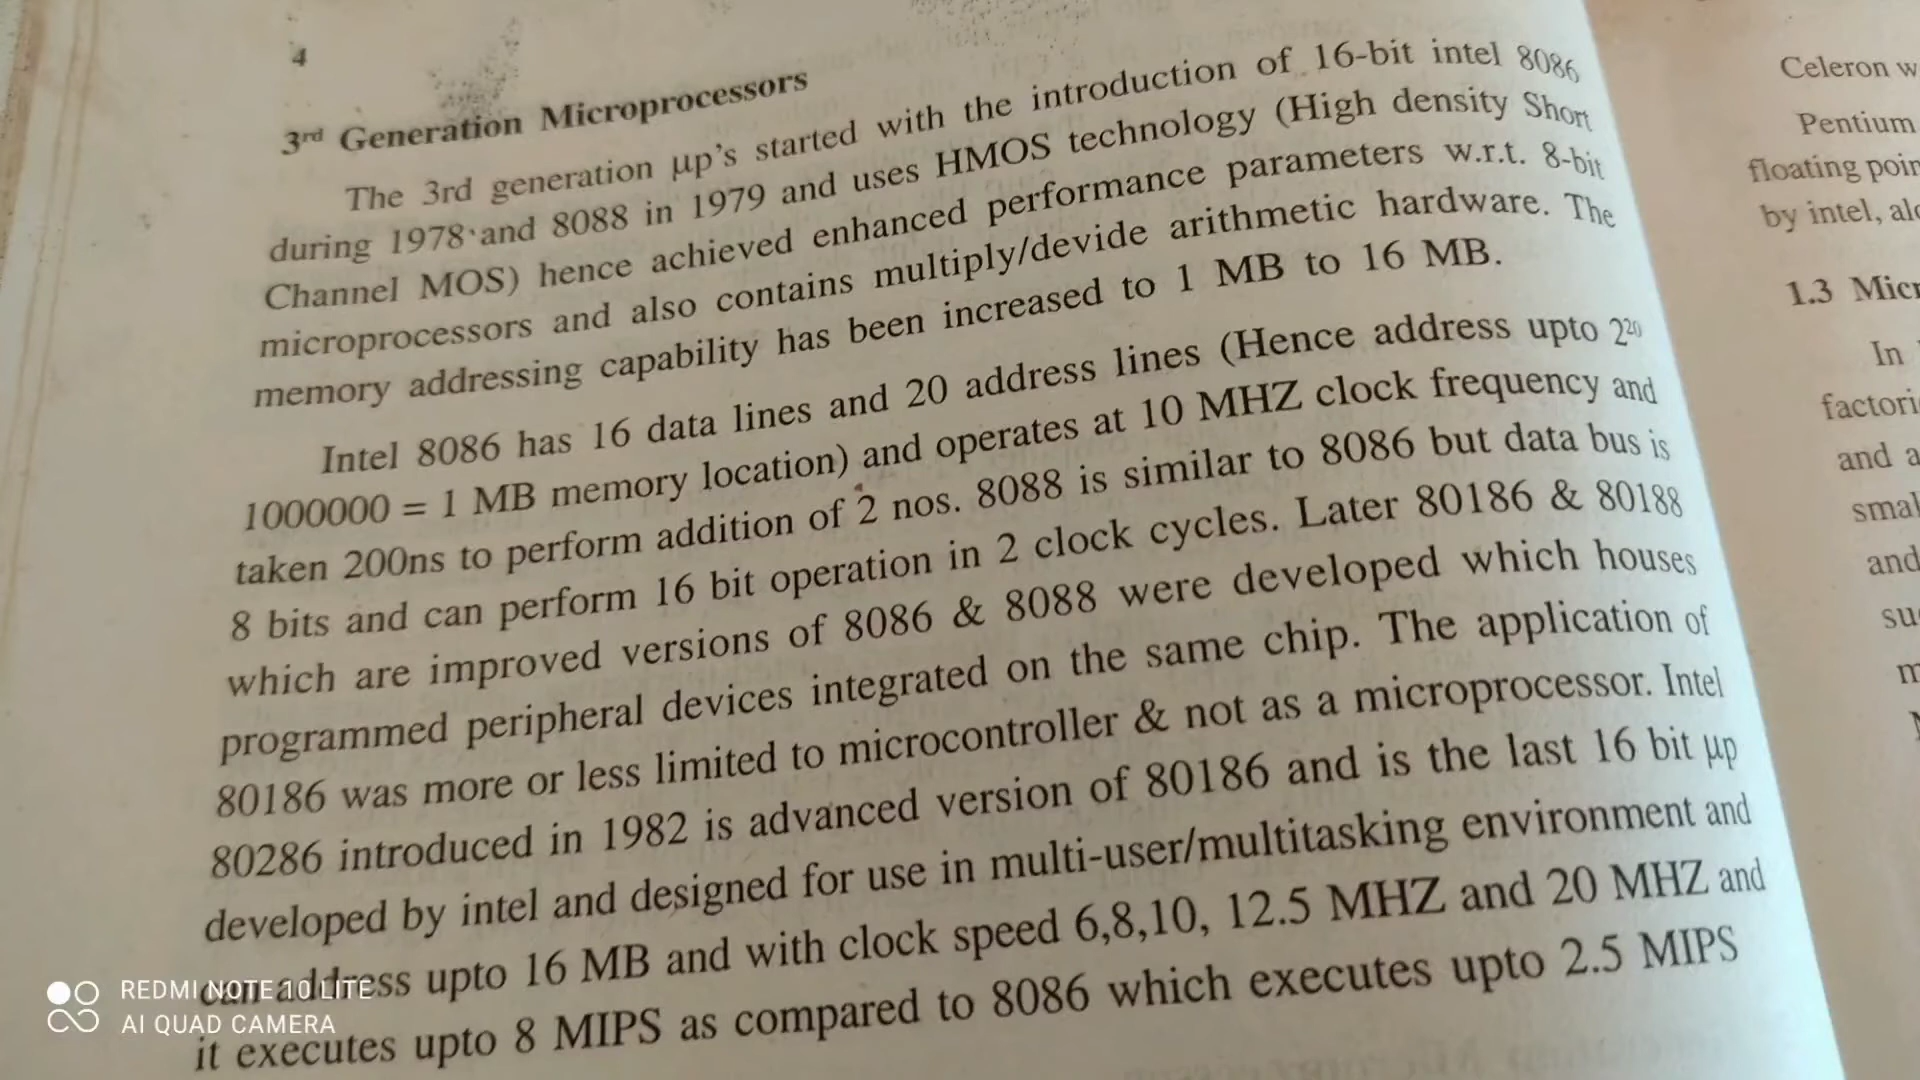 4
3rd Generation Microprocessors
The 3rd generation μp's started with the introduction of 16-bit intel 8086
during 1978 and 8088 in 1979 and uses HMOS technology (High density Short
Channel MOS) hence achieved enhanced performance parameters w.r.t. 8-bit
microprocessors and also contains multiply/devide arithmetic hardware. The
memory addressing capability has been increased to 1 MB to 16 MB.
Intel 8086 has 16 data lines and 20 address lines (Hence address upto 2²⁰
1000000 = 1 MB memory location) and operates at 10 MHZ clock frequency and
taken 200ns to perform addition of 2 nos. 8088 is similar to 8086 but data bus is
8 bits and can perform 16 bit operation in 2 clock cycles. Later 80186 & 80188
which are improved versions of 8086 & 8088 were developed which houses
programmed peripheral devices integrated on the same chip. The application of
80186 was more or less limited to microcontroller & not as a microprocessor. Intel
80286 introduced in 1982 is advanced version of 80186 and is the last 16 bit μp
developed by intel and designed for use in multi-user/multitasking environment and
can address upto 16 MB and with clock speed 6,8,10, 12.5 MHZ and 20 MHZ and
it executes upto 8 MIPS as compared to 8086 which executes upto 2.5 MIPS
Celeron w
Pentium
floating poin
by intel, alo
1.3 Micr
In
factori
and a
smal
and
su
m
REDMI NOTE 10 LITE
AI QUAD CAMERA